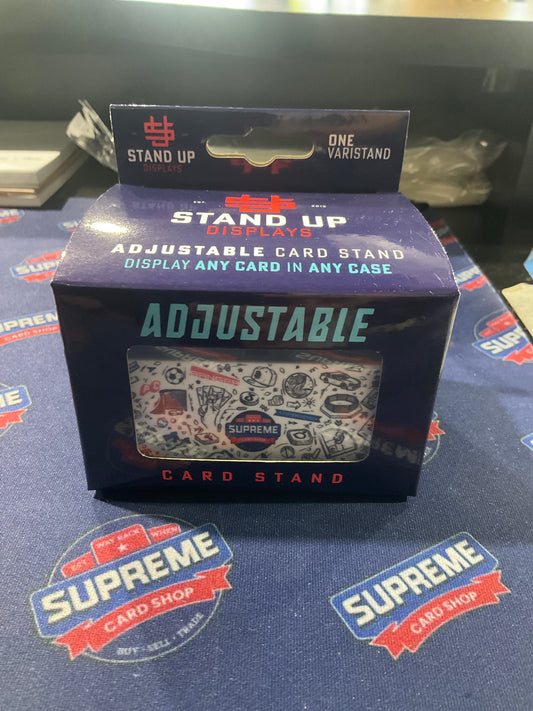 STAND UP
DISPLAYS
ONE
VARISTAND
EST. 2019
STAND UP
DISPLAYS
ADJUSTABLE CARD STAND
DISPLAY ANY CARD IN ANY CASE
ADJUSTABLE
SUPREME
CARD SHOP
CARD STAND
SUPREME
CARD SHOP
SUPREME
CARD SHOP
EST. WAY BACK WHEN
SUPREME
CARD SHOP
BUY - SELL - TRADE
SUPREME
CARD SHOP